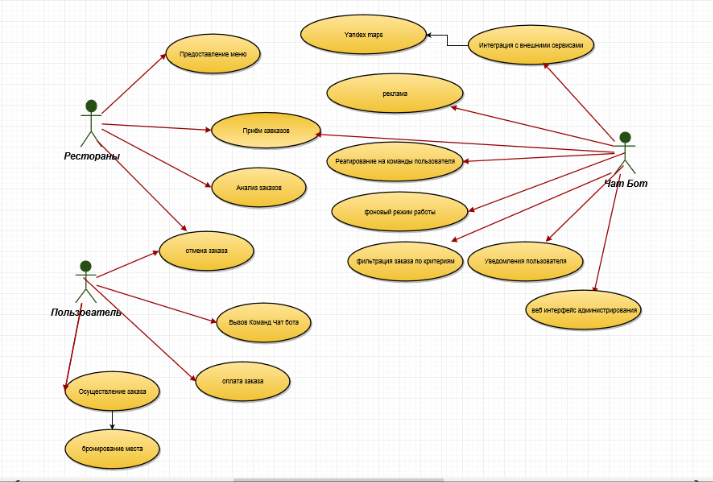 Yandex maps
Интеграция с внешними сервисами
Предоставление меню
реклама
Рестораны
Приём заказов
Чат Бот
Реагирование на команды пользователя
Анализ заказов
фоновый режим работы
отмена заказа
фильтрация заказа по критериям
Уведомления пользователя
Пользователь
Вызов Команд Чат бота
веб интерфейс администрирования
оплата заказа
Осуществление заказа
бронирование места